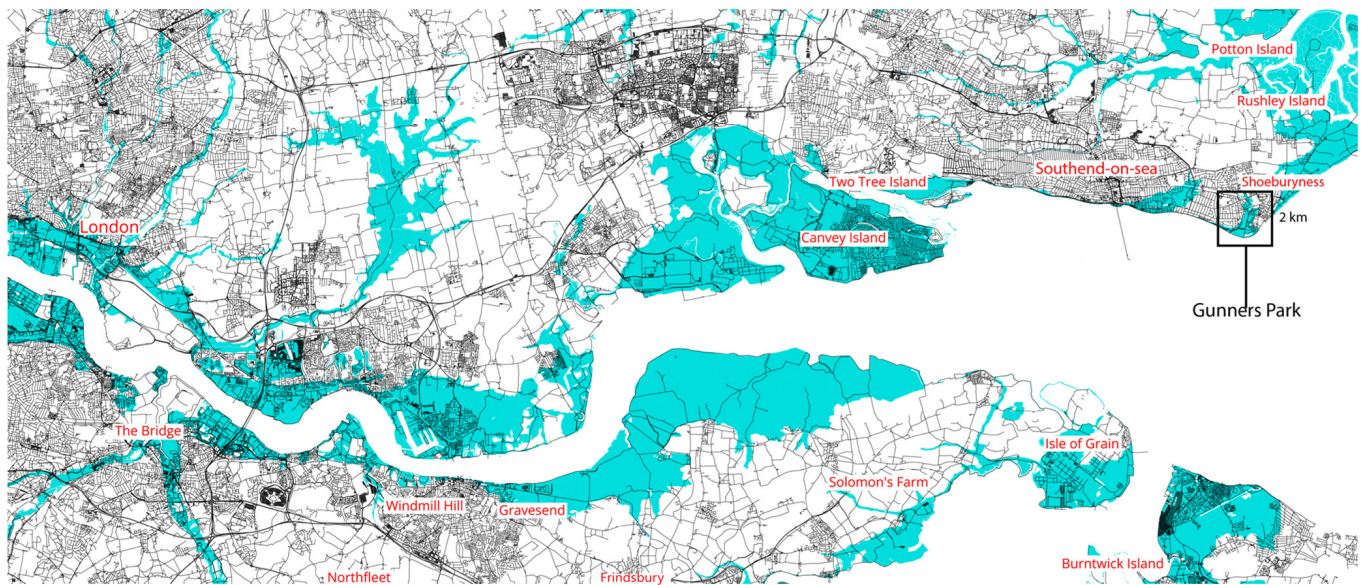 Potton Island
Rushley Island
Two Tree Island
Southend-on-sea
Shoeburyness
2 km
London
Canvey Island
Gunners Park
The Bridge
Isle of Grain
Solomon's Farm
Windmill Hill
Gravesend
Burntwick Island
Northfleet
Frindsbury